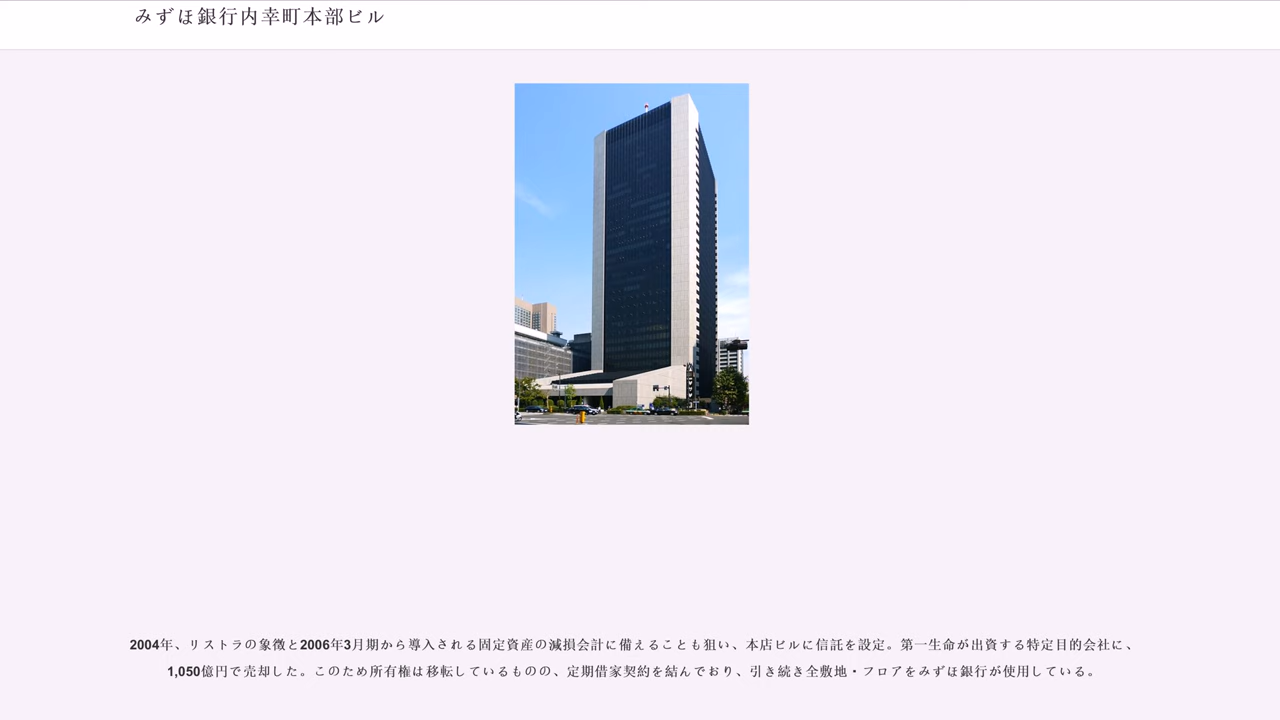 みずほ銀行内幸町本部ビル
2004年、リストラの象徴と2006年3月期から導入される固定資産の減損会計に備えることも狙い、本店ビルに信託を設定。第一生命が出資する特定目的会社に、
1,050億円で売却した。このため所有権は移転しているものの、定期借家契約を結んでおり、引き続き全敷地・フロアをみずほ銀行が使用している。